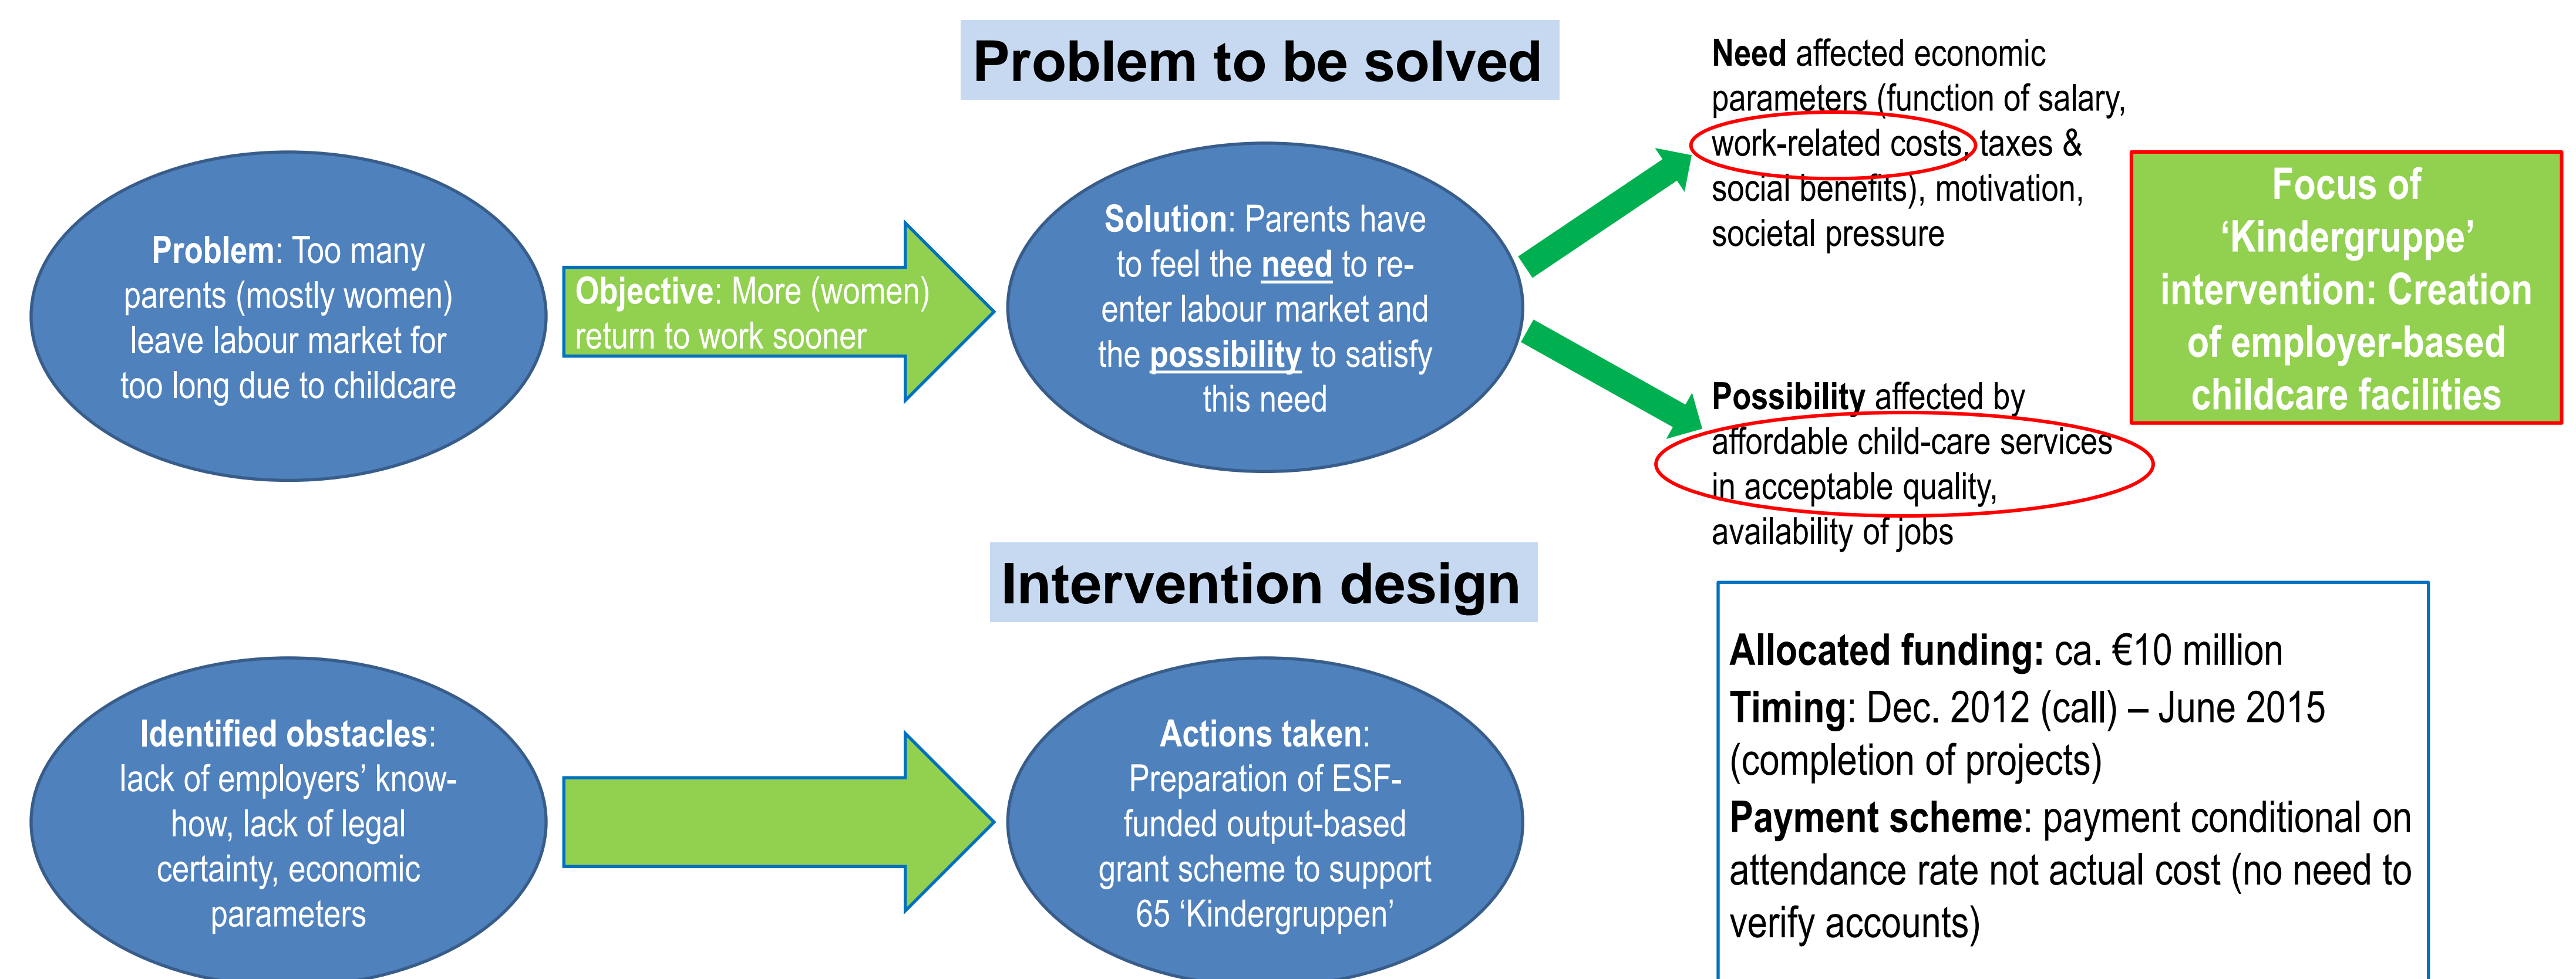 Problem to be solved
Problem: Too many
parents (mostly women)
leave labour market for
too long due to childcare
Objective: More (women)
return to work sooner
Solution: Parents have
to feel the need to re-
enter labour market and
the possibility to satisfy
this need
Need affected economic
parameters (function of salary,
work-related costs, taxes &
social benefits), motivation,
societal pressure
Possibility affected by
affordable child-care services
in acceptable quality,
availability of jobs
Focus of
‘Kindergruppe’
intervention: Creation
of employer-based
childcare facilities
Intervention design
Identified obstacles:
lack of employers’ know-
how, lack of legal
certainty, economic
parameters
Actions taken:
Preparation of ESF-
funded output-based
grant scheme to support
65 ‘Kindergruppen’
Allocated funding: ca. €10 million
Timing: Dec. 2012 (call) – June 2015
(completion of projects)
Payment scheme: payment conditional on
attendance rate not actual cost (no need to
verify accounts)